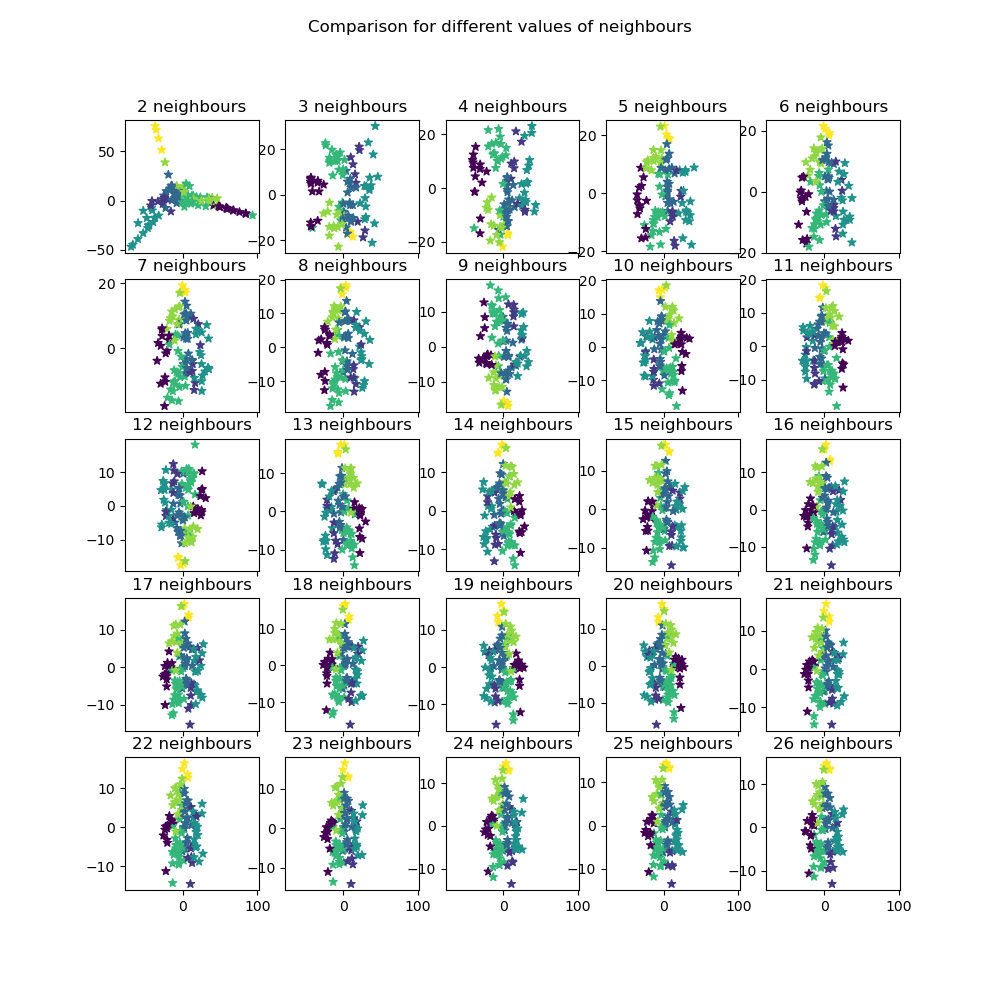 Comparison for different values of neighbours
2 neighbours 3 neighbours 4 neighbours 5 neighbours 6 neighbours
50 20 20 20 20
0 0 0 0 0
−50 −20 −20 −20 20
7 neighbours 8 neighbours 9 neighbours 10 neighbours 11 neighbours
20 20 10 20 20
0 10 0 10 10
0 0 0
−10 −10 −10 −10
12 neighbours 13 neighbours 14 neighbours 15 neighbours 16 neighbours
10 10 10 10 10
0 0 0 0 0
−10 −10 −10 −10 −10
17 neighbours 18 neighbours 19 neighbours 20 neighbours 21 neighbours
10 10 10 10 10
0 0 0 0 0
−10 −10 −10 −10 −10
22 neighbours 23 neighbours 24 neighbours 25 neighbours 26 neighbours
10 10 10 10 10
0 0 0 0 0
−10 −10 −10 −10 −10
0 100 0 100 0 100 0 100 0 100